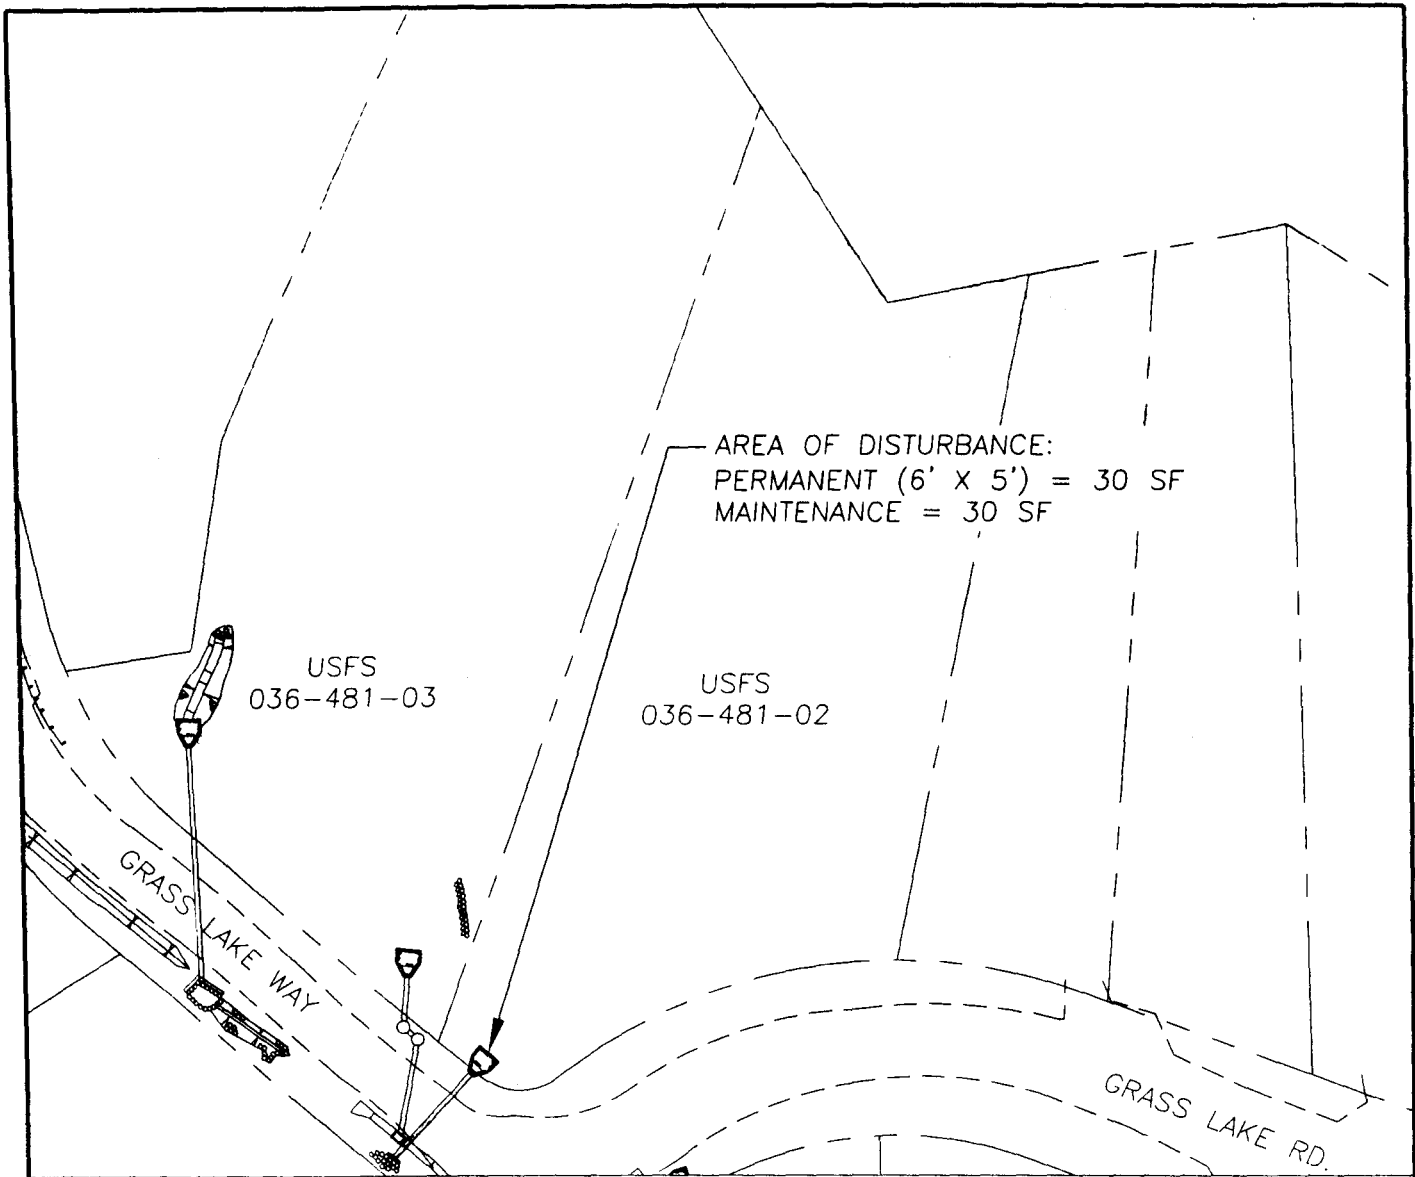 AREA OF DISTURBANCE:
PERMANENT (6' X 5') = 30 SF
MAINTENANCE = 30 SF
USFS
036-481-03
USFS
036-481-02
GRASS LAKE WAY
GRASS LAKE RD.